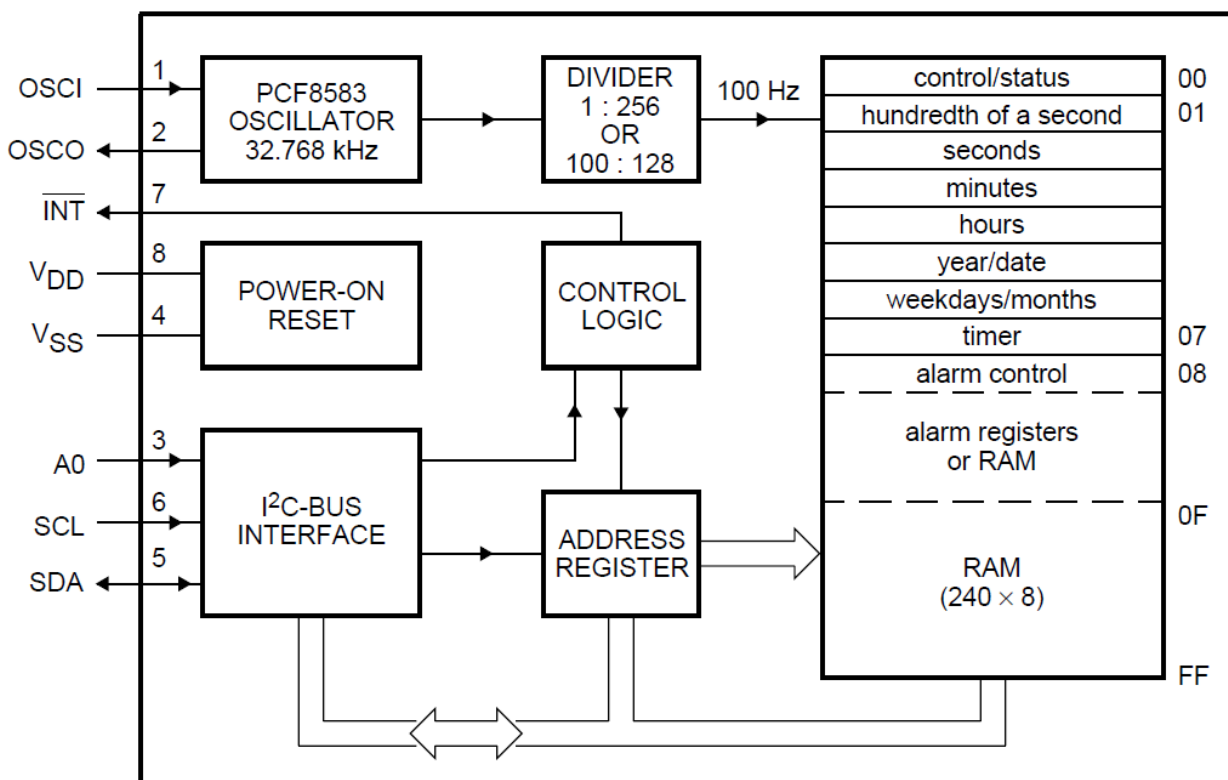 OSCI
1
OSCO
2
INT
7
VDD
8
VSS
4
A0
3
SCL
6
SDA
5
PCF8583
OSCILLATOR
32.768 kHz
DIVIDER
1 : 256
OR
100 : 128
100 Hz
POWER-ON
RESET
CONTROL
LOGIC
I²C-BUS
INTERFACE
ADDRESS
REGISTER
control/status 00
hundredth of a second 01
seconds
minutes
hours
year/date
weekdays/months
timer 07
alarm control 08
alarm registers
or RAM
0F
RAM
(240 × 8)
FF